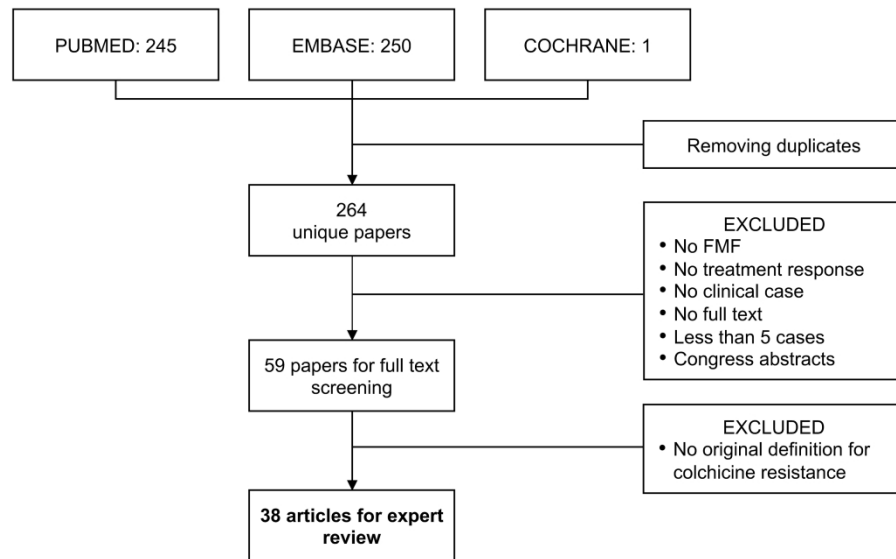 PUBMED: 245
EMBASE: 250
COCHRANE: 1
Removing duplicates
264
unique papers
EXCLUDED
• No FMF
• No treatment response
• No clinical case
• No full text
• Less than 5 cases
• Congress abstracts
59 papers for full text
screening
EXCLUDED
• No original definition for
colchicine resistance
38 articles for expert
review